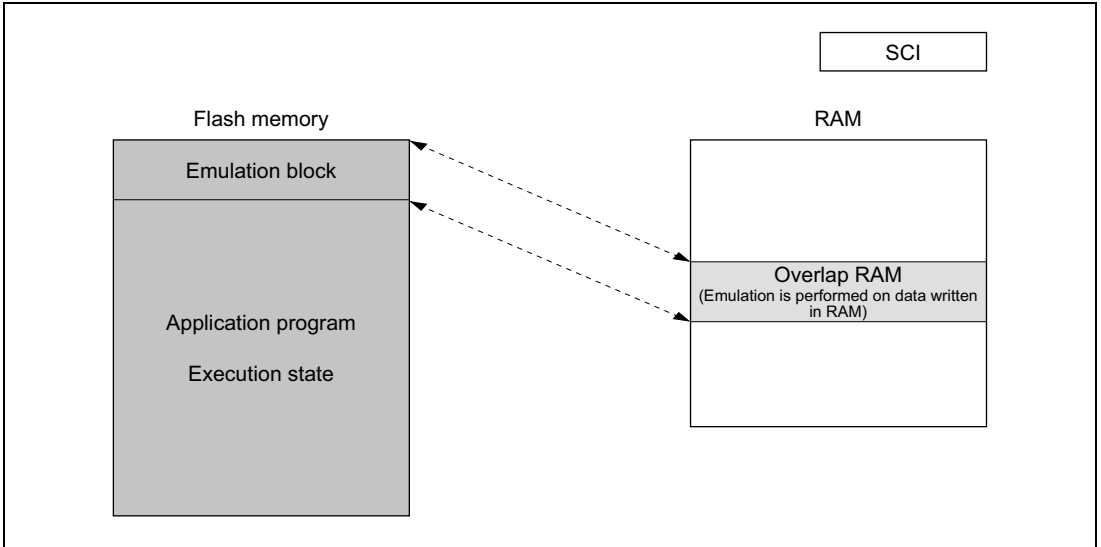 SCI
Flash memory
RAM
Emulation block
Overlap RAM
(Emulation is performed on data written
in RAM)
Application program
Execution state